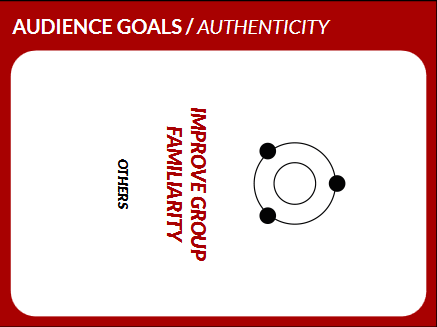 AUDIENCE GOALS / AUTHENTICITY
IMPROVE GROUP
FAMILIARITY
OTHERS